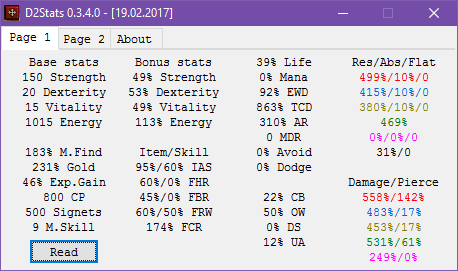 D2Stats 0.3.4.0 - [19.02.2017]
Page 1 Page 2 About
Base stats
150 Strength
20 Dexterity
15 Vitality
1015 Energy
183% M.Find
231% Gold
46% Exp.Gain
800 CP
500 Signets
9 M.Skill
Read
Bonus stats
49% Strength
53% Dexterity
49% Vitality
113% Energy
Item/Skill
95%/60% IAS
60%/0% FHR
45%/0% FBR
60%/50% FRW
174% FCR
39% Life
0% Mana
92% EWD
863% TCD
310% AR
0 MDR
0% Avoid
0% Dodge
22% CB
50% OW
0% DS
12% UA
Res/Abs/Flat
499%/10%/0
415%/10%/0
380%/10%/0
469%
0%/0%/0
31%/0
Damage/Pierce
558%/142%
483%/17%
453%/17%
531%/61%
249%/0%